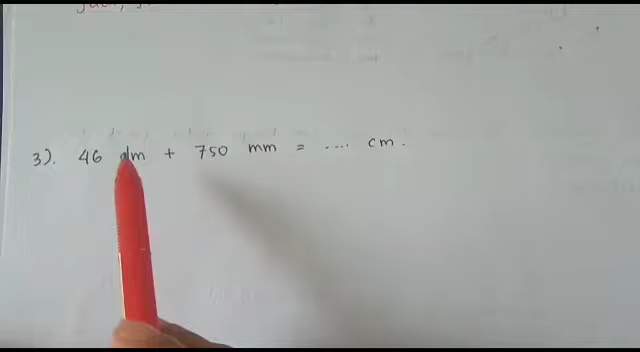 3). 46 dm + 750 mm = .... cm.